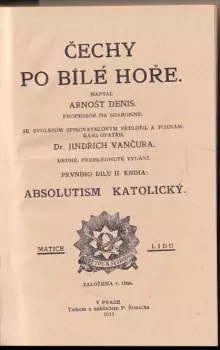 ČECHY
PO BÍLÉ HOŘE.
NAPSAL
ARNOŠT DENIS.
PROFESSOR NA SORBONNĚ.
SE SVOLENÍM SPISOVATELOVÝM PŘELOŽIL A POZNÁM-
KAMI OPATŘIL
Dr. JINDŘICH VANČURA.
DRUHÉ, PŘEHLÉDNUTÉ VYDÁNÍ.
PRVNÍHO DÍLU II KNIHA:
ABSOLUTISM KATOLICKÝ.
MATICE LIDU
ZALOŽENA r. 1866.
V PRAZE.
Tiskem a nákladem F. Šimáčka
1911